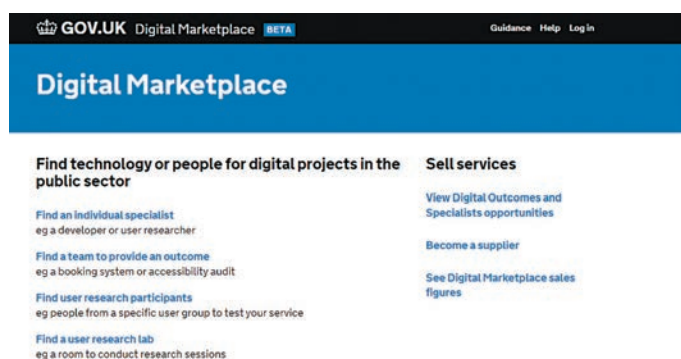 GOV.UK Digital Marketplace BETA
Guidance Help Log in
Digital Marketplace
Find technology or people for digital projects in the
public sector
Find an individual specialist
eg a developer or user researcher
Find a team to provide an outcome
eg a booking system or accessibility audit
Find user research participants
eg people from a specific user group to test your service
Find a user research lab
eg a room to conduct research sessions
Sell services
View Digital Outcomes and
Specialists opportunities
Become a supplier
See Digital Marketplace sales
figures